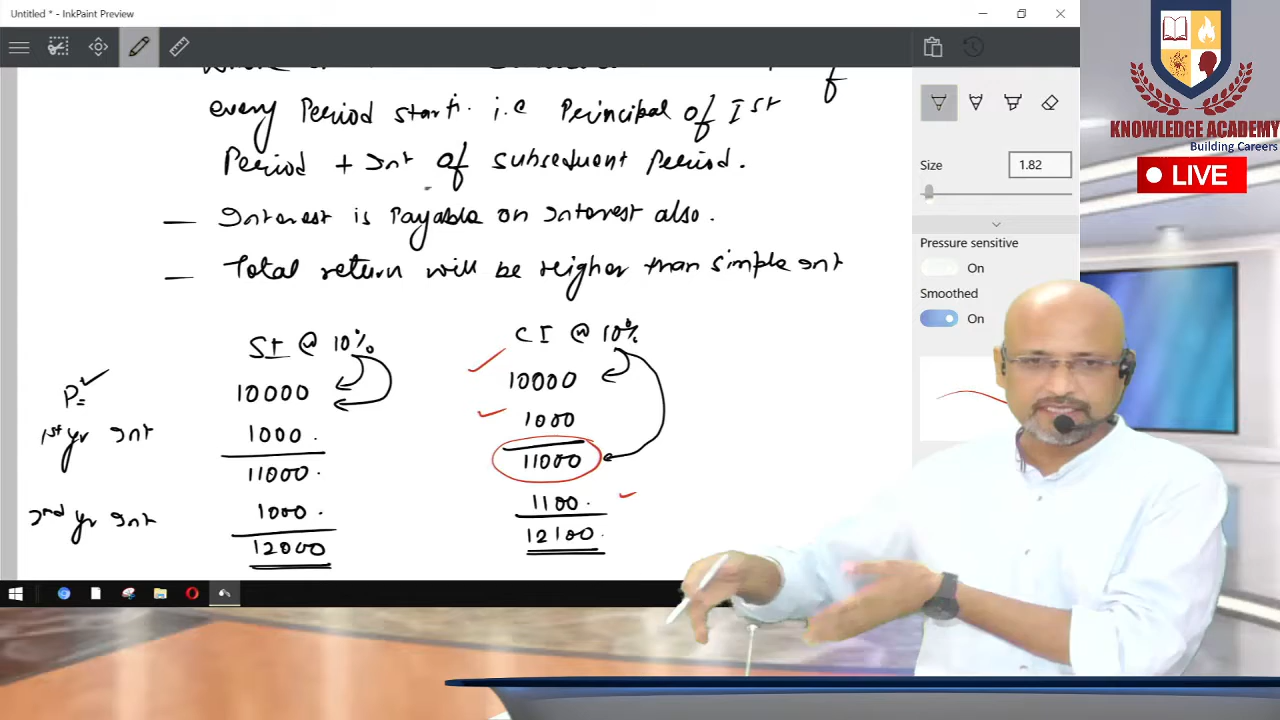 Untitled * - InkPaint Preview
every Period starts. i.e Principal of Ist
Period + Int of subsequent Period.
— Interest is Payable on Interest also.
— Total return will be Heigher than simple Int
SI @ 10%
CI @ 10%
P=
10000
10000
1st yr Int
1000.
1000
11000.
11000
2nd yr Int
1000.
1100.
12000
12100.
Size
1.82
Pressure sensitive
On
Smoothed
On
KNOWLEDGE ACADEMY
Building Careers
LIVE